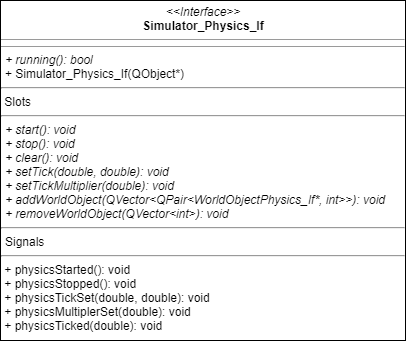 <<Interface>>
Simulator_Physics_If
+ running(): bool
+ Simulator_Physics_If(QObject*)
Slots
+ start(): void
+ stop(): void
+ clear(): void
+ setTick(double, double): void
+ setTickMultiplier(double): void
+ addWorldObject(QVector<QPair<WorldObjectPhysics_If*, int>>): void
+ removeWorldObject(QVector<int>): void
Signals
+ physicsStarted(): void
+ physicsStopped(): void
+ physicsTickSet(double, double): void
+ physicsMultiplerSet(double): void
+ physicsTicked(double): void